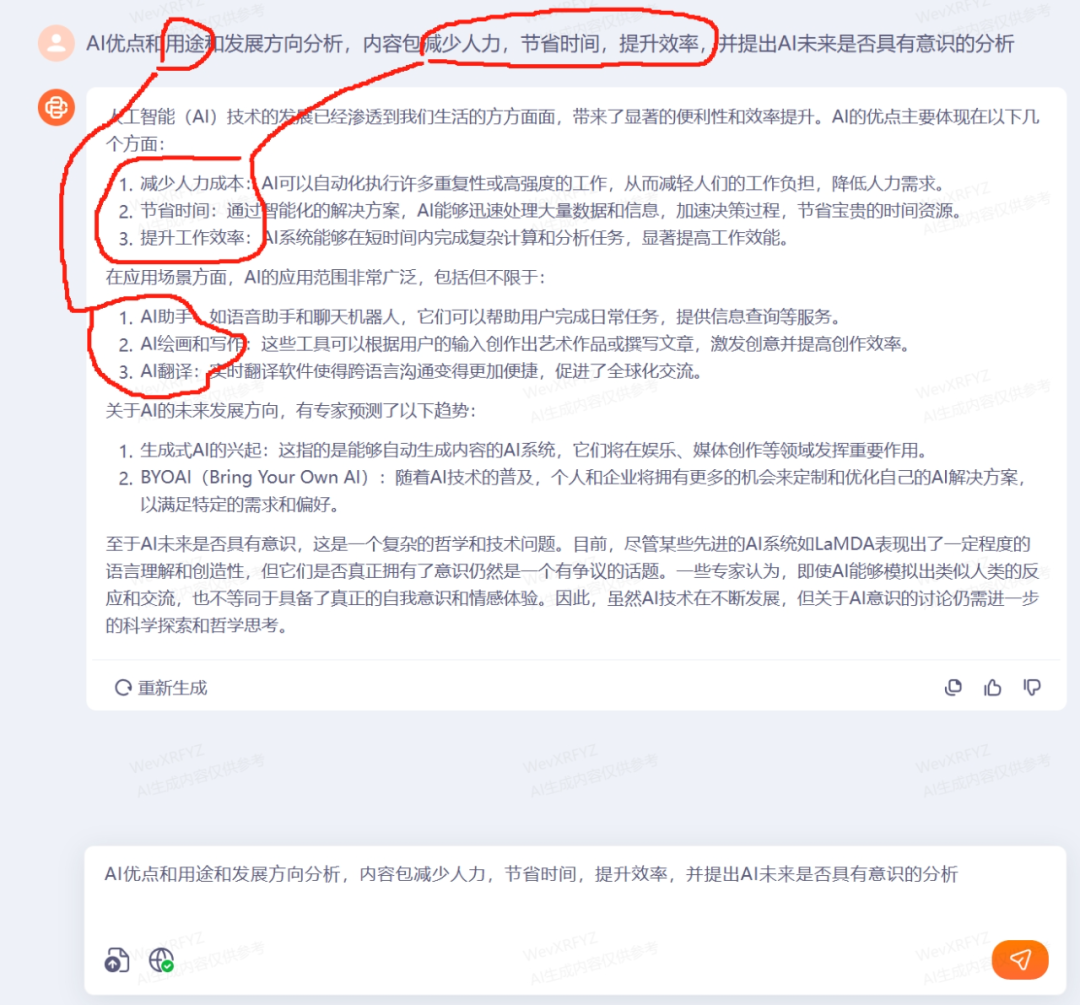 AI优点和用途和发展方向分析，内容包减少人力，节省时间，提升效率，并提出AI未来是否具有意识的分析
人工智能（AI）技术的发展已经渗透到我们生活的方方面面，带来了显著的便利性和效率提升。AI的优点主要体现在以下几
个方面：
1. 减少人力成本：AI可以自动化执行许多重复性或高强度的工作，从而减轻人们的工作负担，降低人力需求。
2. 节省时间：通过智能化的解决方案，AI能够迅速处理大量数据和信息，加速决策过程，节省宝贵的时间资源。
3. 提升工作效率：AI系统能够在短时间内完成复杂计算和分析任务，显著提高工作效能。
在应用场景方面，AI的应用范围非常广泛，包括但不限于：
1. AI助手：如语音助手和聊天机器人，它们可以帮助用户完成日常任务，提供信息查询等服务。
2. AI绘画和写作：这些工具可以根据用户的输入创作出艺术作品或撰写文章，激发创意并提高创作效率。
3. AI翻译：实时翻译软件使得跨语言沟通变得更加便捷，促进了全球化交流。
关于AI的未来发展方向，有专家预测了以下趋势：
1. 生成式AI的兴起：这指的是能够自动生成内容的AI系统，它们将在娱乐、媒体创作等领域发挥重要作用。
2. BYOAI（Bring Your Own AI）：随着AI技术的普及，个人和企业将拥有更多的机会来定制和优化自己的AI解决方案，
以满足特定的需求和偏好。
至于AI未来是否具有意识，这是一个复杂的哲学和技术问题。目前，尽管某些先进的AI系统如LaMDA表现出了一定程度的
语言理解和创造性，但它们是否真正拥有了意识仍然是一个有争议的话题。一些专家认为，即使AI能够模拟出类似人类的反
应和交流，也不等同于具备了真正的自我意识和情感体验。因此，虽然AI技术在不断发展，但关于AI意识的讨论仍需进一步
的科学探索和哲学思考。
重新生成
WevXRFYZ
AI生成内容仅供参考
WevXRFYZ
AI生成内容仅供参考
WevXRFYZ
AI生成内容仅供参考
AI优点和用途和发展方向分析，内容包减少人力，节省时间，提升效率，并提出AI未来是否具有意识的分析